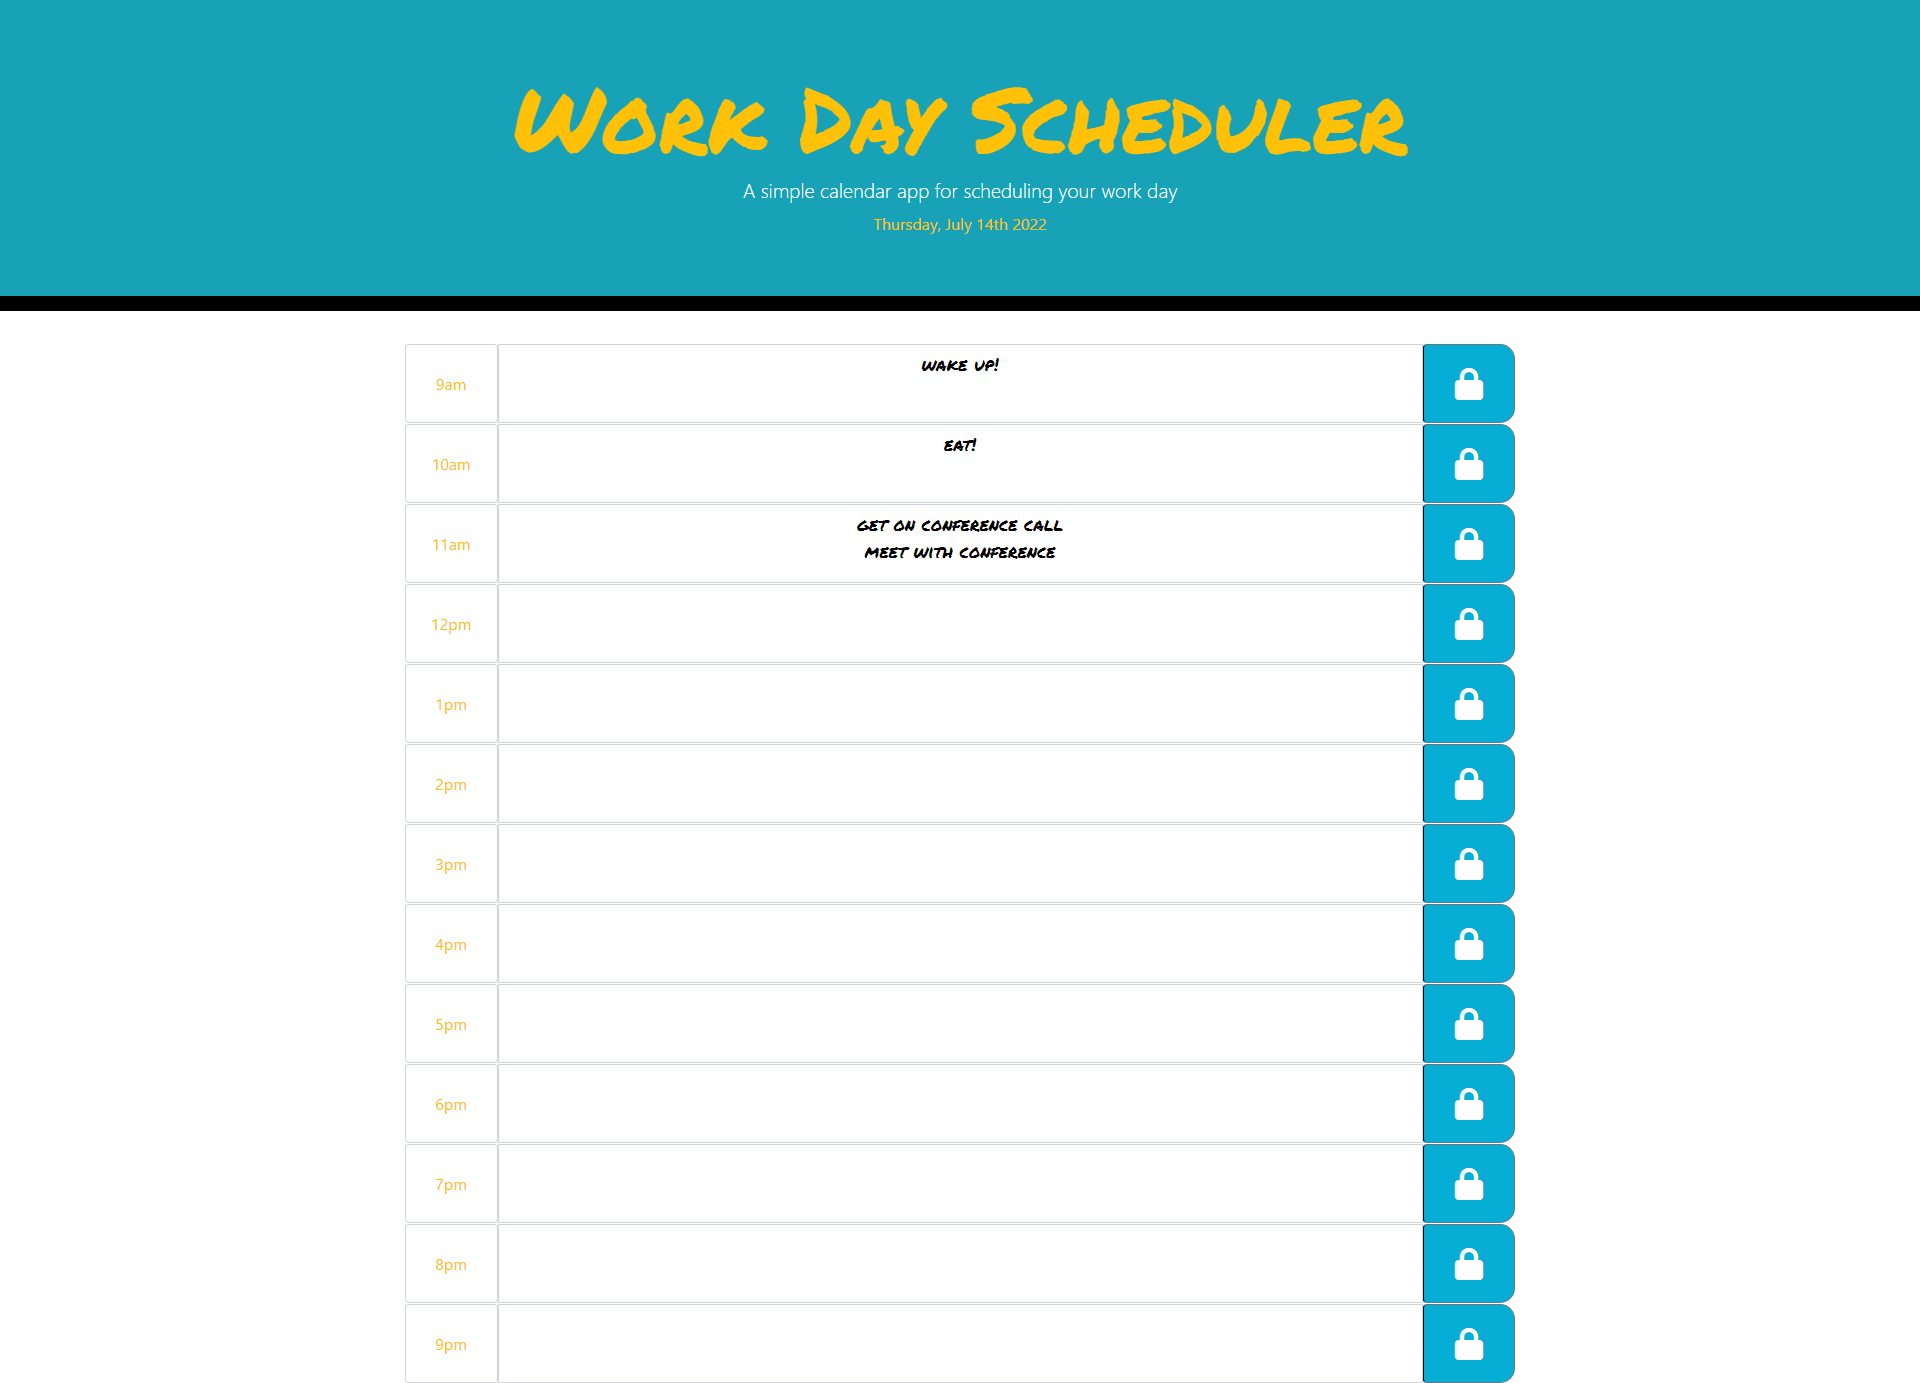 Work Day Scheduler
A simple calendar app for scheduling your work day
Thursday, July 14th 2022
9am
WAKE UP!
10am
EAT!
11am
GET ON CONFERENCE CALL
MEET WITH CONFERENCE
12pm
1pm
2pm
3pm
4pm
5pm
6pm
7pm
8pm
9pm